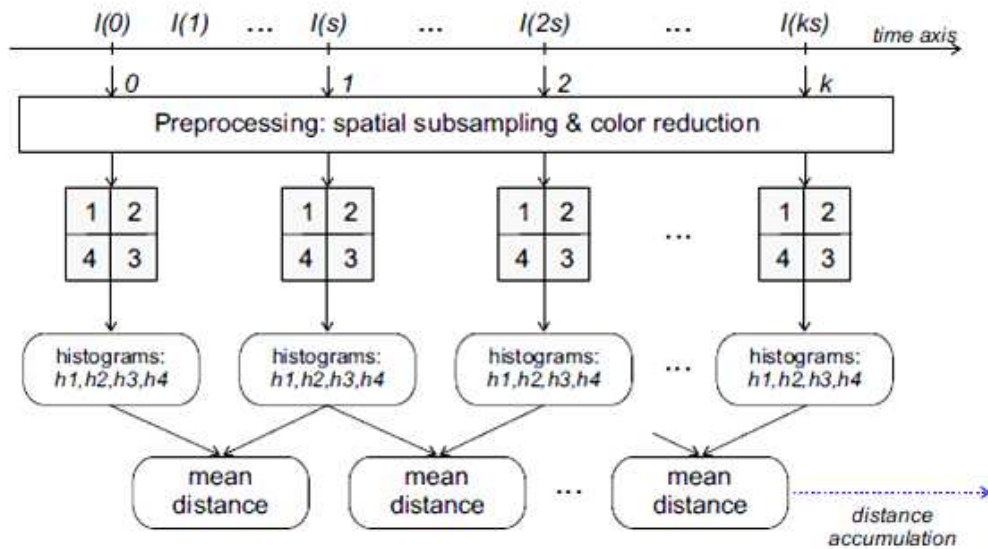 I(0) I(1) ... I(s) ... I(2s) ... I(ks)
time axis
0 1 2 k
Preprocessing: spatial subsampling & color reduction
1 2 1 2 1 2 1 2
...
4 3 4 3 4 3 4 3
histograms: histograms: histograms: ... histograms:
h1,h2,h3,h4 h1,h2,h3,h4 h1,h2,h3,h4 h1,h2,h3,h4
mean mean mean
distance distance ... distance
distance
accumulation